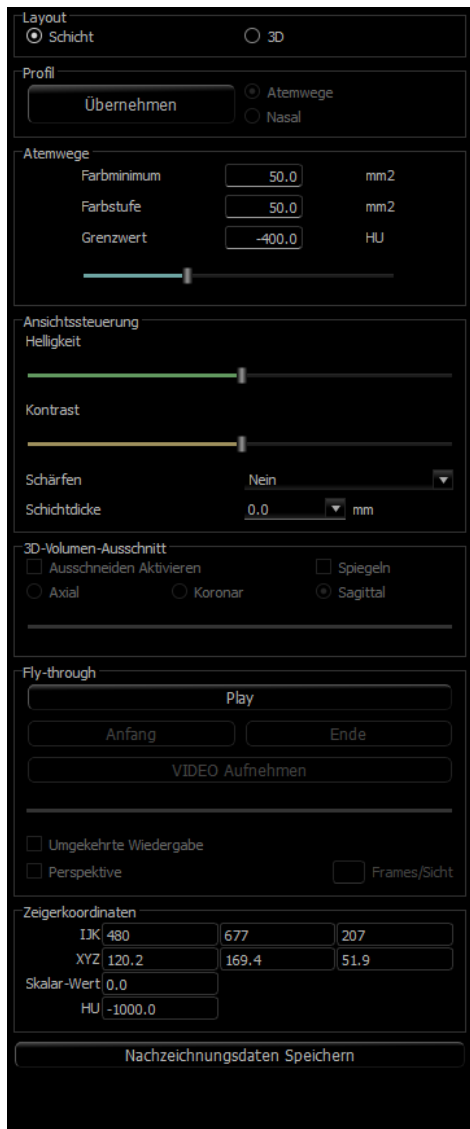 Layout
Schicht 3D
Profil
Übernehmen
Atemwege
Nasal
Atemwege
Farbminimum 50.0 mm2
Farbstufe 50.0 mm2
Grenzwert -400.0 HU
Ansichtssteuerung
Helligkeit
Kontrast
Schärfen Nein
Schichtdicke 0.0 mm
3D-Volumen-Ausschnitt
Ausschneiden Aktivieren Spiegeln
Axial Koronar Sagittal
Fly-through
Play
Anfang Ende
VIDEO Aufnehmen
Umgekehrte Wiedergabe
Perspektive Frames/Sicht
Zeigerkoordinaten
IJK 480 677 207
XYZ 120.2 169.4 51.9
Skalar-Wert 0.0
HU -1000.0
Nachzeichnungsdaten Speichern